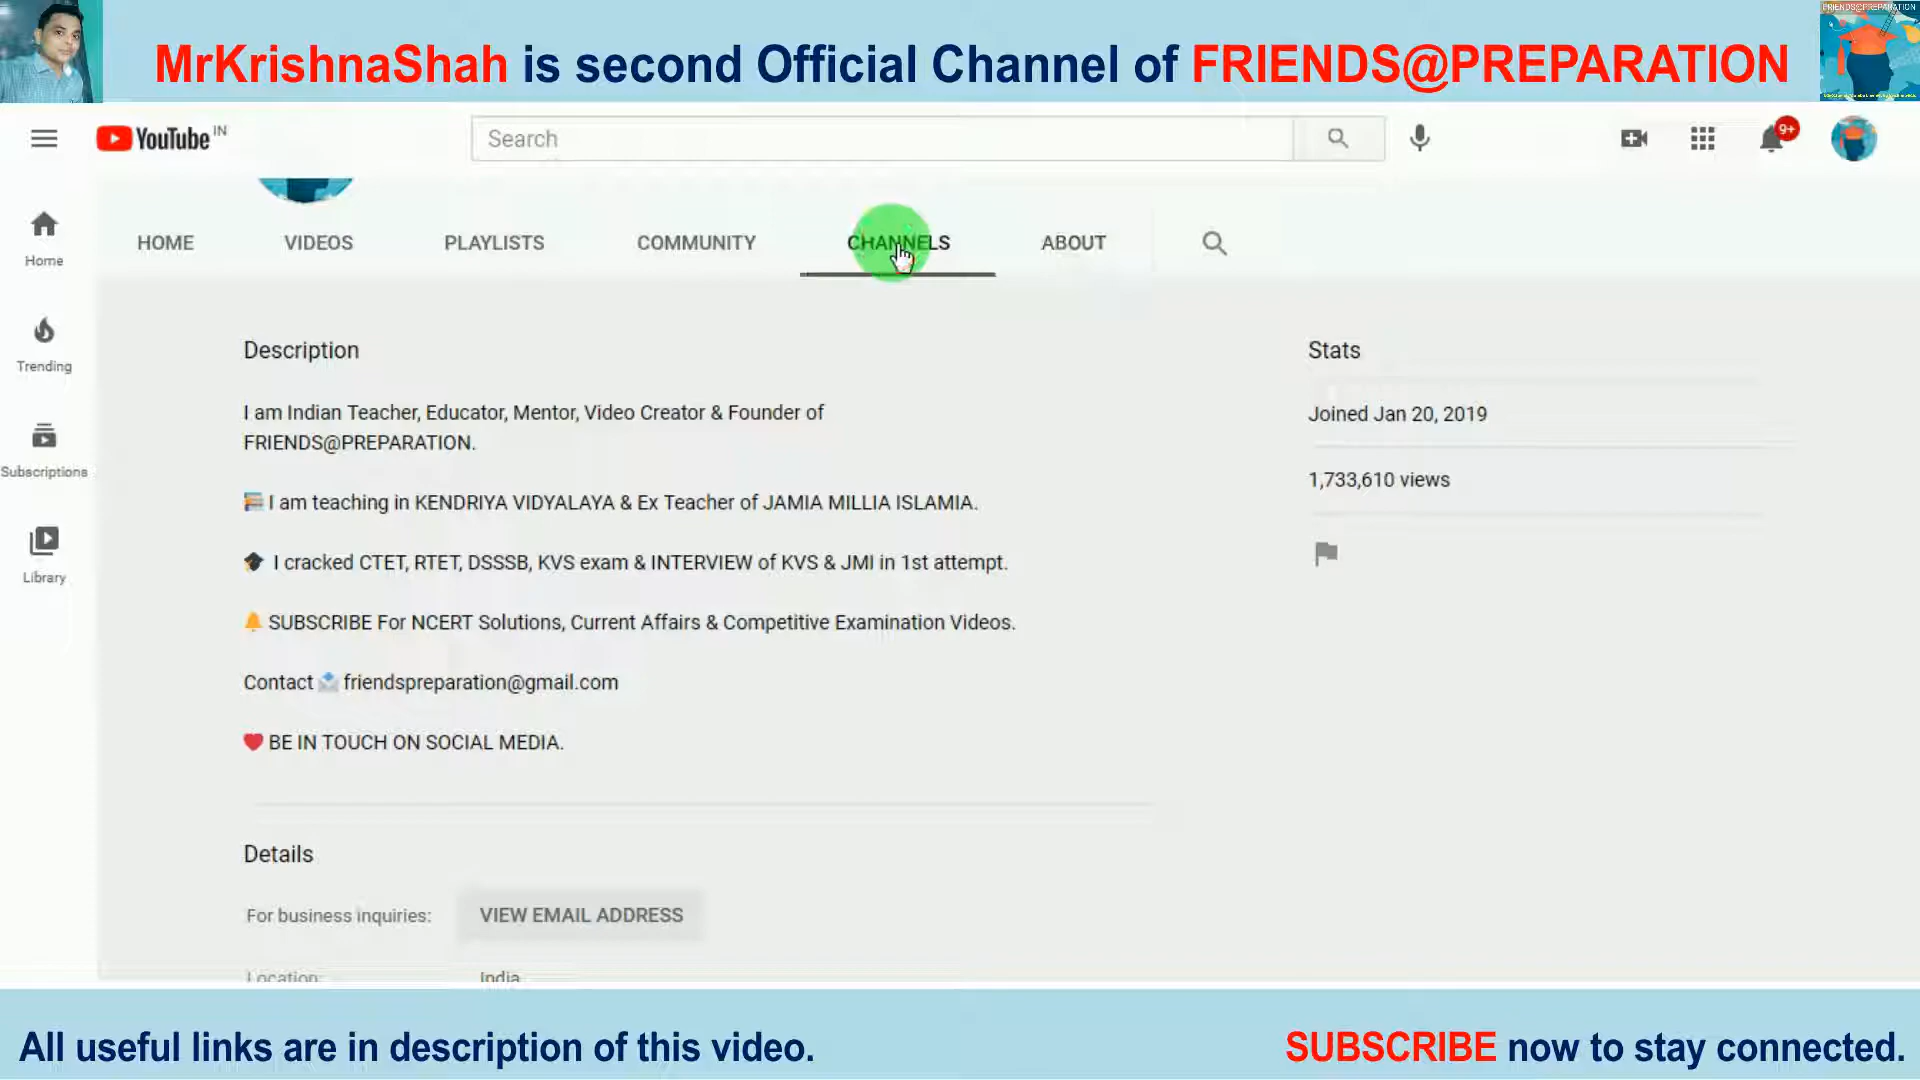 MrKrishnaShah is second Official Channel of FRIENDS@PREPARATION
FRIENDS@PREPARATION
YouTube IN
Search
9+
HOME VIDEOS PLAYLISTS COMMUNITY CHANNELS ABOUT
Home
Trending
Subscriptions
Library
Description
I am Indian Teacher, Educator, Mentor, Video Creator & Founder of
FRIENDS@PREPARATION.
I am teaching in KENDRIYA VIDYALAYA & Ex Teacher of JAMIA MILLIA ISLAMIA.
I cracked CTET, RTET, DSSSB, KVS exam & INTERVIEW of KVS & JMI in 1st attempt.
SUBSCRIBE For NCERT Solutions, Current Affairs & Competitive Examination Videos.
Contact friendspreparation@gmail.com
BE IN TOUCH ON SOCIAL MEDIA.
Stats
Joined Jan 20, 2019
1,733,610 views
Details
For business inquiries: VIEW EMAIL ADDRESS
Location: India
All useful links are in description of this video.
SUBSCRIBE now to stay connected.